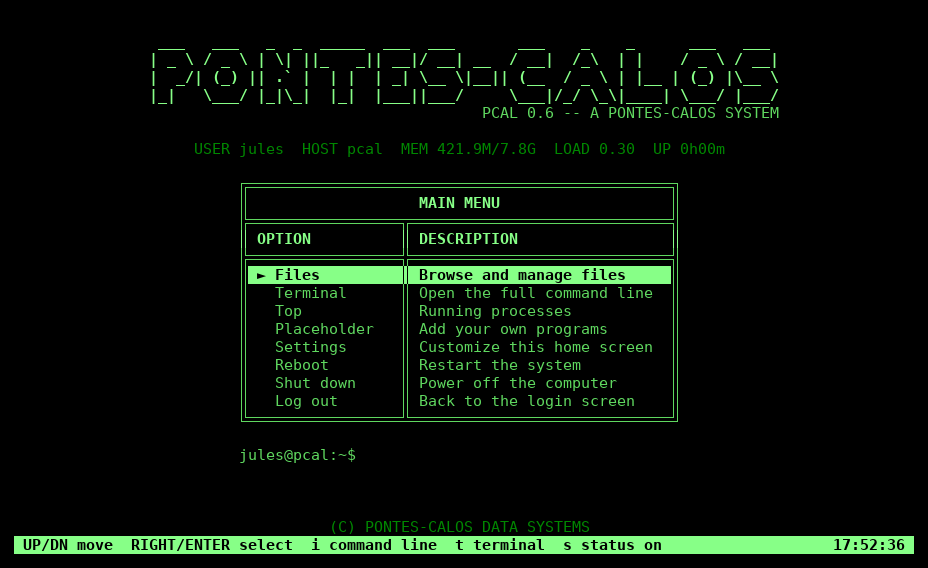 PONTES-CALOS
PCAL 0.6 -- A PONTES-CALOS SYSTEM
USER jules  HOST pcal  MEM 421.9M/7.8G  LOAD 0.30  UP 0h00m
MAIN MENU
OPTION DESCRIPTION
► Files Browse and manage files
Terminal Open the full command line
Top Running processes
Placeholder Add your own programs
Settings Customize this home screen
Reboot Restart the system
Shut down Power off the computer
Log out Back to the login screen
jules@pcal:~$
(C) PONTES-CALOS DATA SYSTEMS
UP/DN move  RIGHT/ENTER select  i command line  t terminal  s status on 17:52:36